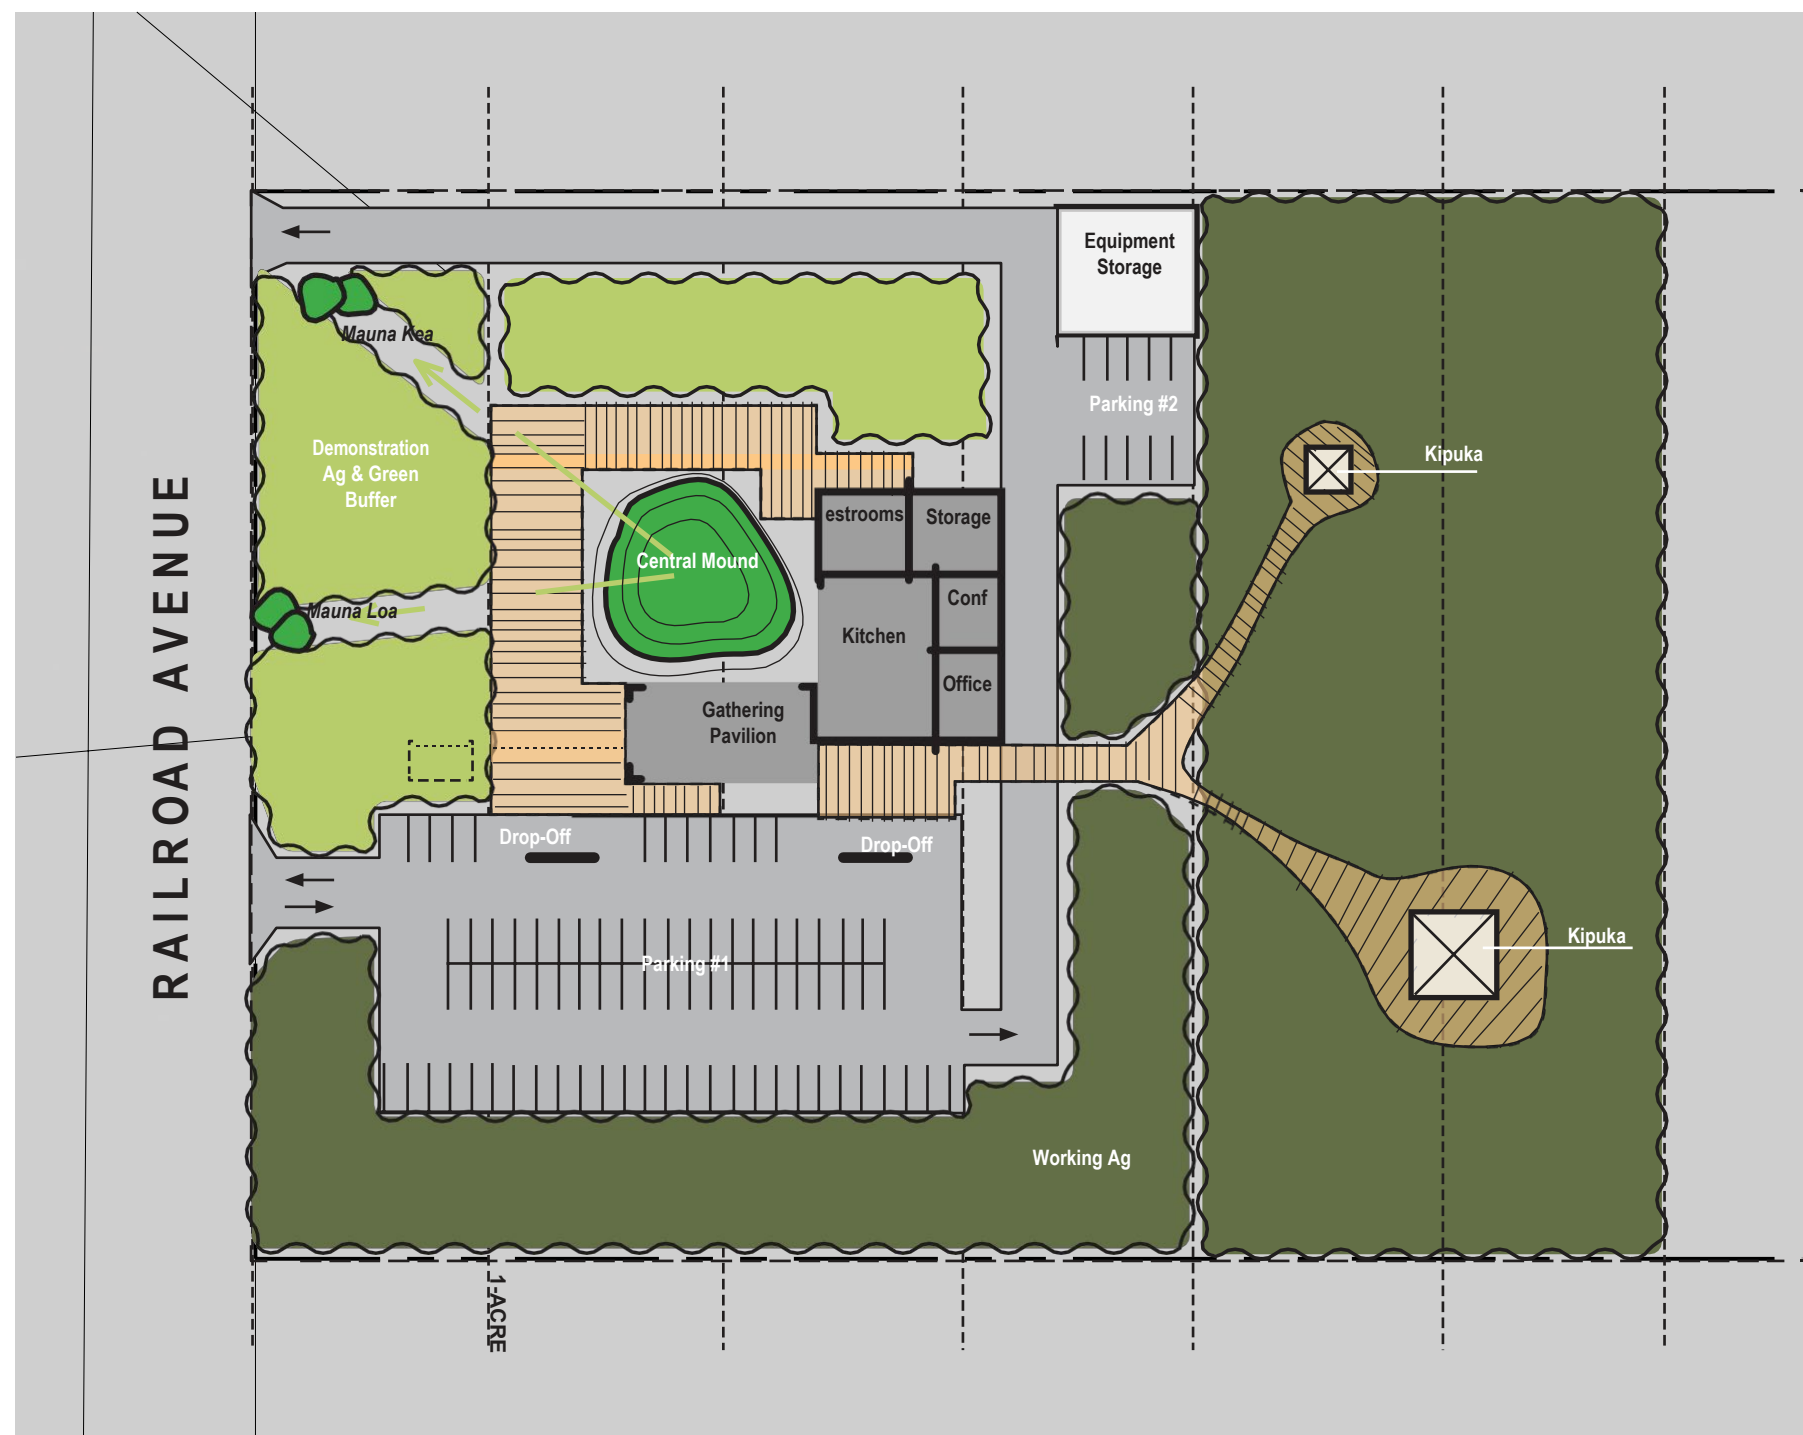 Equipment
Storage
Mauna Kea
Parking #2
Demonstration
Ag & Green
Buffer
Kipuka
estrooms
Storage
Central Mound
Conf
Mauna Loa
Kitchen
Office
Gathering
Pavilion
RAILROAD AVENUE
Drop-Off
Drop-Off
Kipuka
Parking #1
Working Ag
1-ACRE